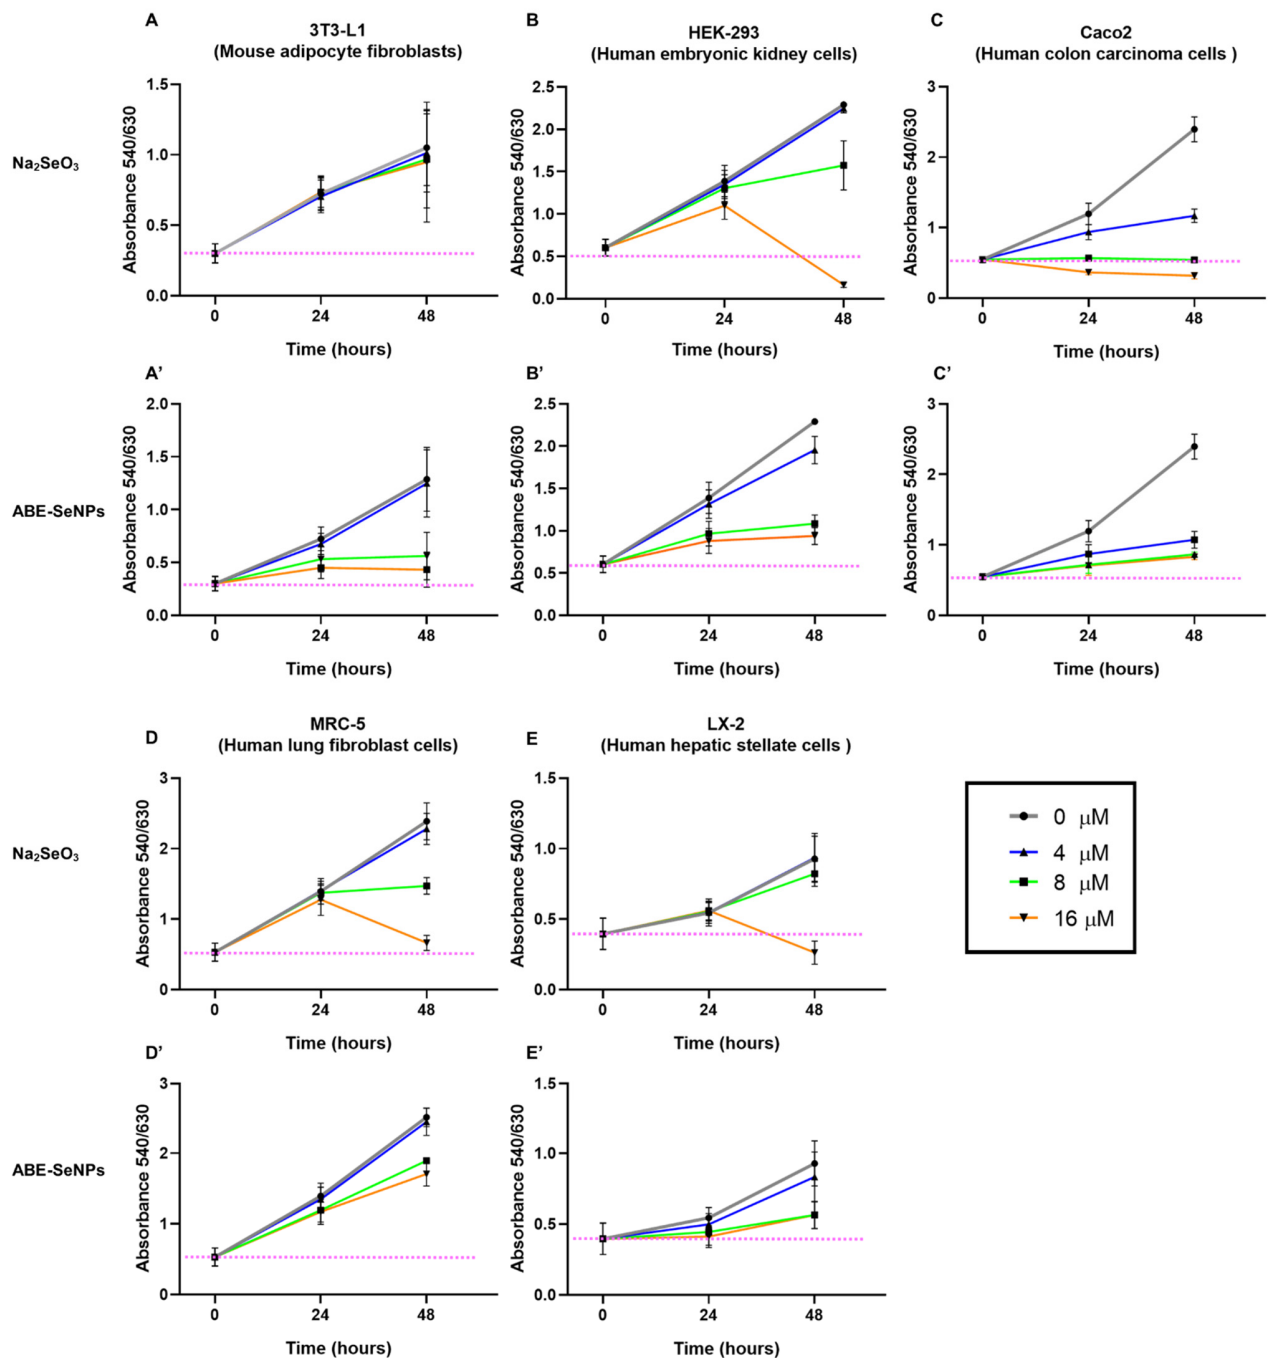 A
3T3-L1
(Mouse adipocyte fibroblasts)
B
HEK-293
(Human embryonic kidney cells)
C
Caco2
(Human colon carcinoma cells )
Na₂SeO₃
Absorbance 540/630
1.5
1.0
0.5
0.0
0
24
48
Time (hours)
Absorbance 540/630
2.5
2.0
1.5
1.0
0.5
0.0
0
24
48
Time (hours)
Absorbance 540/630
3
2
1
0
0
24
48
Time (hours)
A’
B’
C’
ABE-SeNPs
Absorbance 540/630
2.0
1.5
1.0
0.5
0.0
0
24
48
Time (hours)
Absorbance 540/630
2.5
2.0
1.5
1.0
0.5
0.0
0
24
48
Time (hours)
Absorbance 540/630
3
2
1
0
0
24
48
Time (hours)
D
MRC-5
(Human lung fibroblast cells)
E
LX-2
(Human hepatic stellate cells )
Na₂SeO₃
Absorbance 540/630
3
2
1
0
0
24
48
Time (hours)
Absorbance 540/630
1.5
1.0
0.5
0.0
0
24
48
Time (hours)
0 μM
4 μM
8 μM
16 μM
D’
E’
ABE-SeNPs
Absorbance 540/630
3
2
1
0
0
24
48
Time (hours)
Absorbance 540/630
1.5
1.0
0.5
0.0
0
24
48
Time (hours)